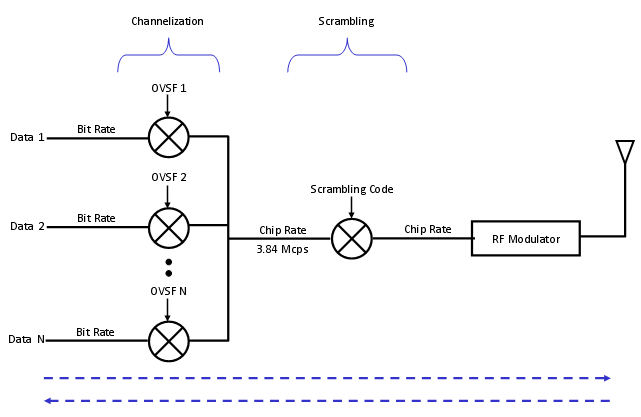 Channelization
Scrambling
OVSF 1
Data 1
Bit Rate
OVSF 2
Data 2
Bit Rate
Scrambling Code
Chip Rate
3.84 Mcps
Chip Rate
RF Modulator
OVSF N
Data N
Bit Rate